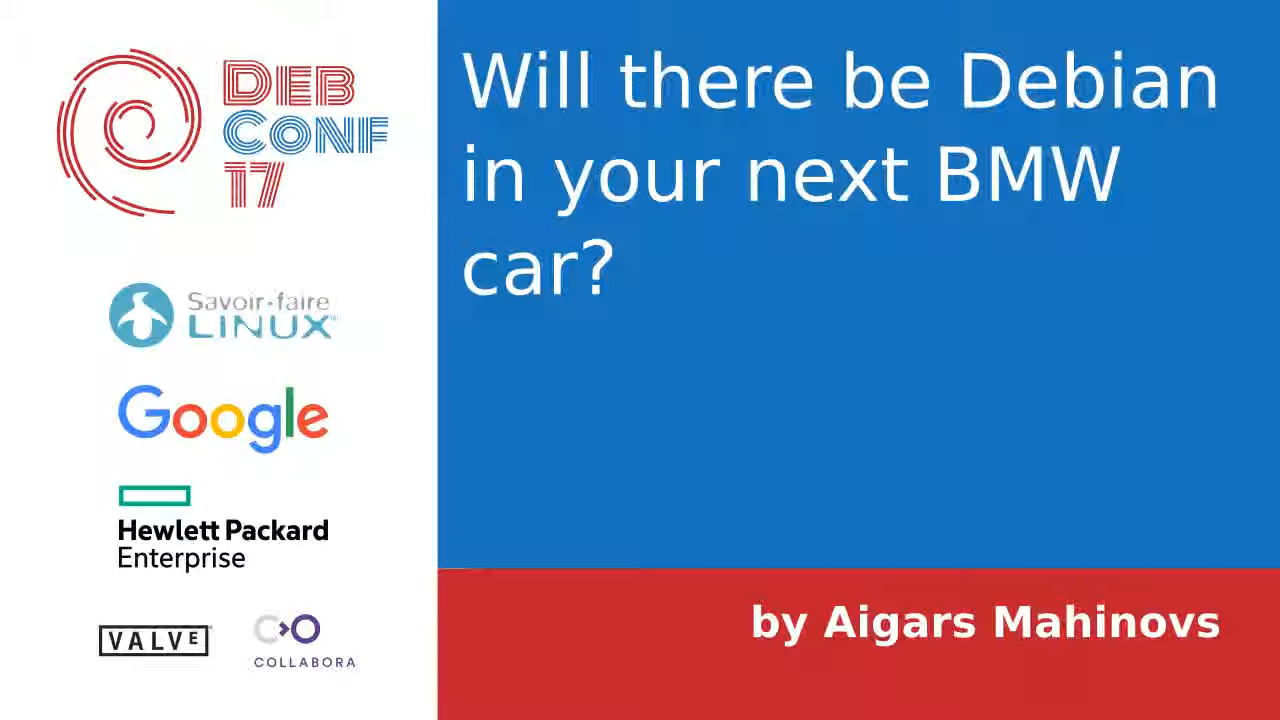 DEB
CONF
17
Savoir-faire
LINUX™
Google
Hewlett Packard
Enterprise
VALVE
COLLABORA
Will there be Debian
in your next BMW
car?
by Aigars Mahinovs